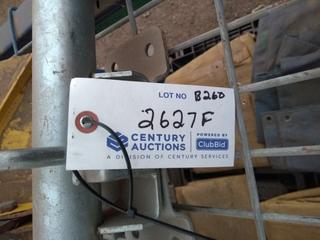 LOT NO B260
2627F
CENTURY AUCTIONS
POWERED BY ClubBid
A DIVISION OF CENTURY SERVICES